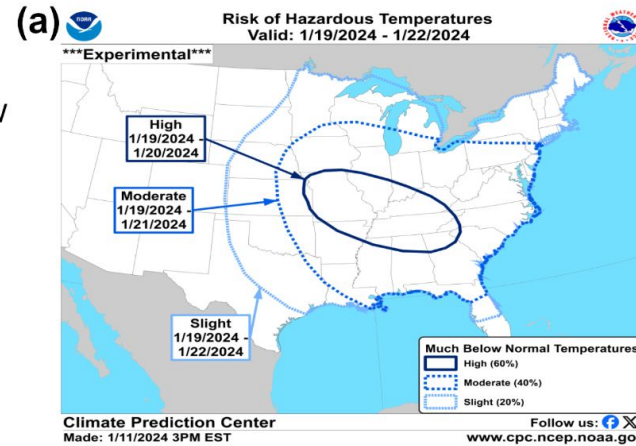 (a)
Risk of Hazardous Temperatures
Valid: 1/19/2024 - 1/22/2024
***Experimental***
High
1/19/2024 -
1/20/2024
Moderate
1/19/2024 -
1/21/2024
Slight
1/19/2024 -
1/22/2024
Much Below Normal Temperatures
High (60%)
Moderate (40%)
Slight (20%)
Climate Prediction Center
Made: 1/11/2024 3PM EST
Follow us:
www.cpc.ncep.noaa.go